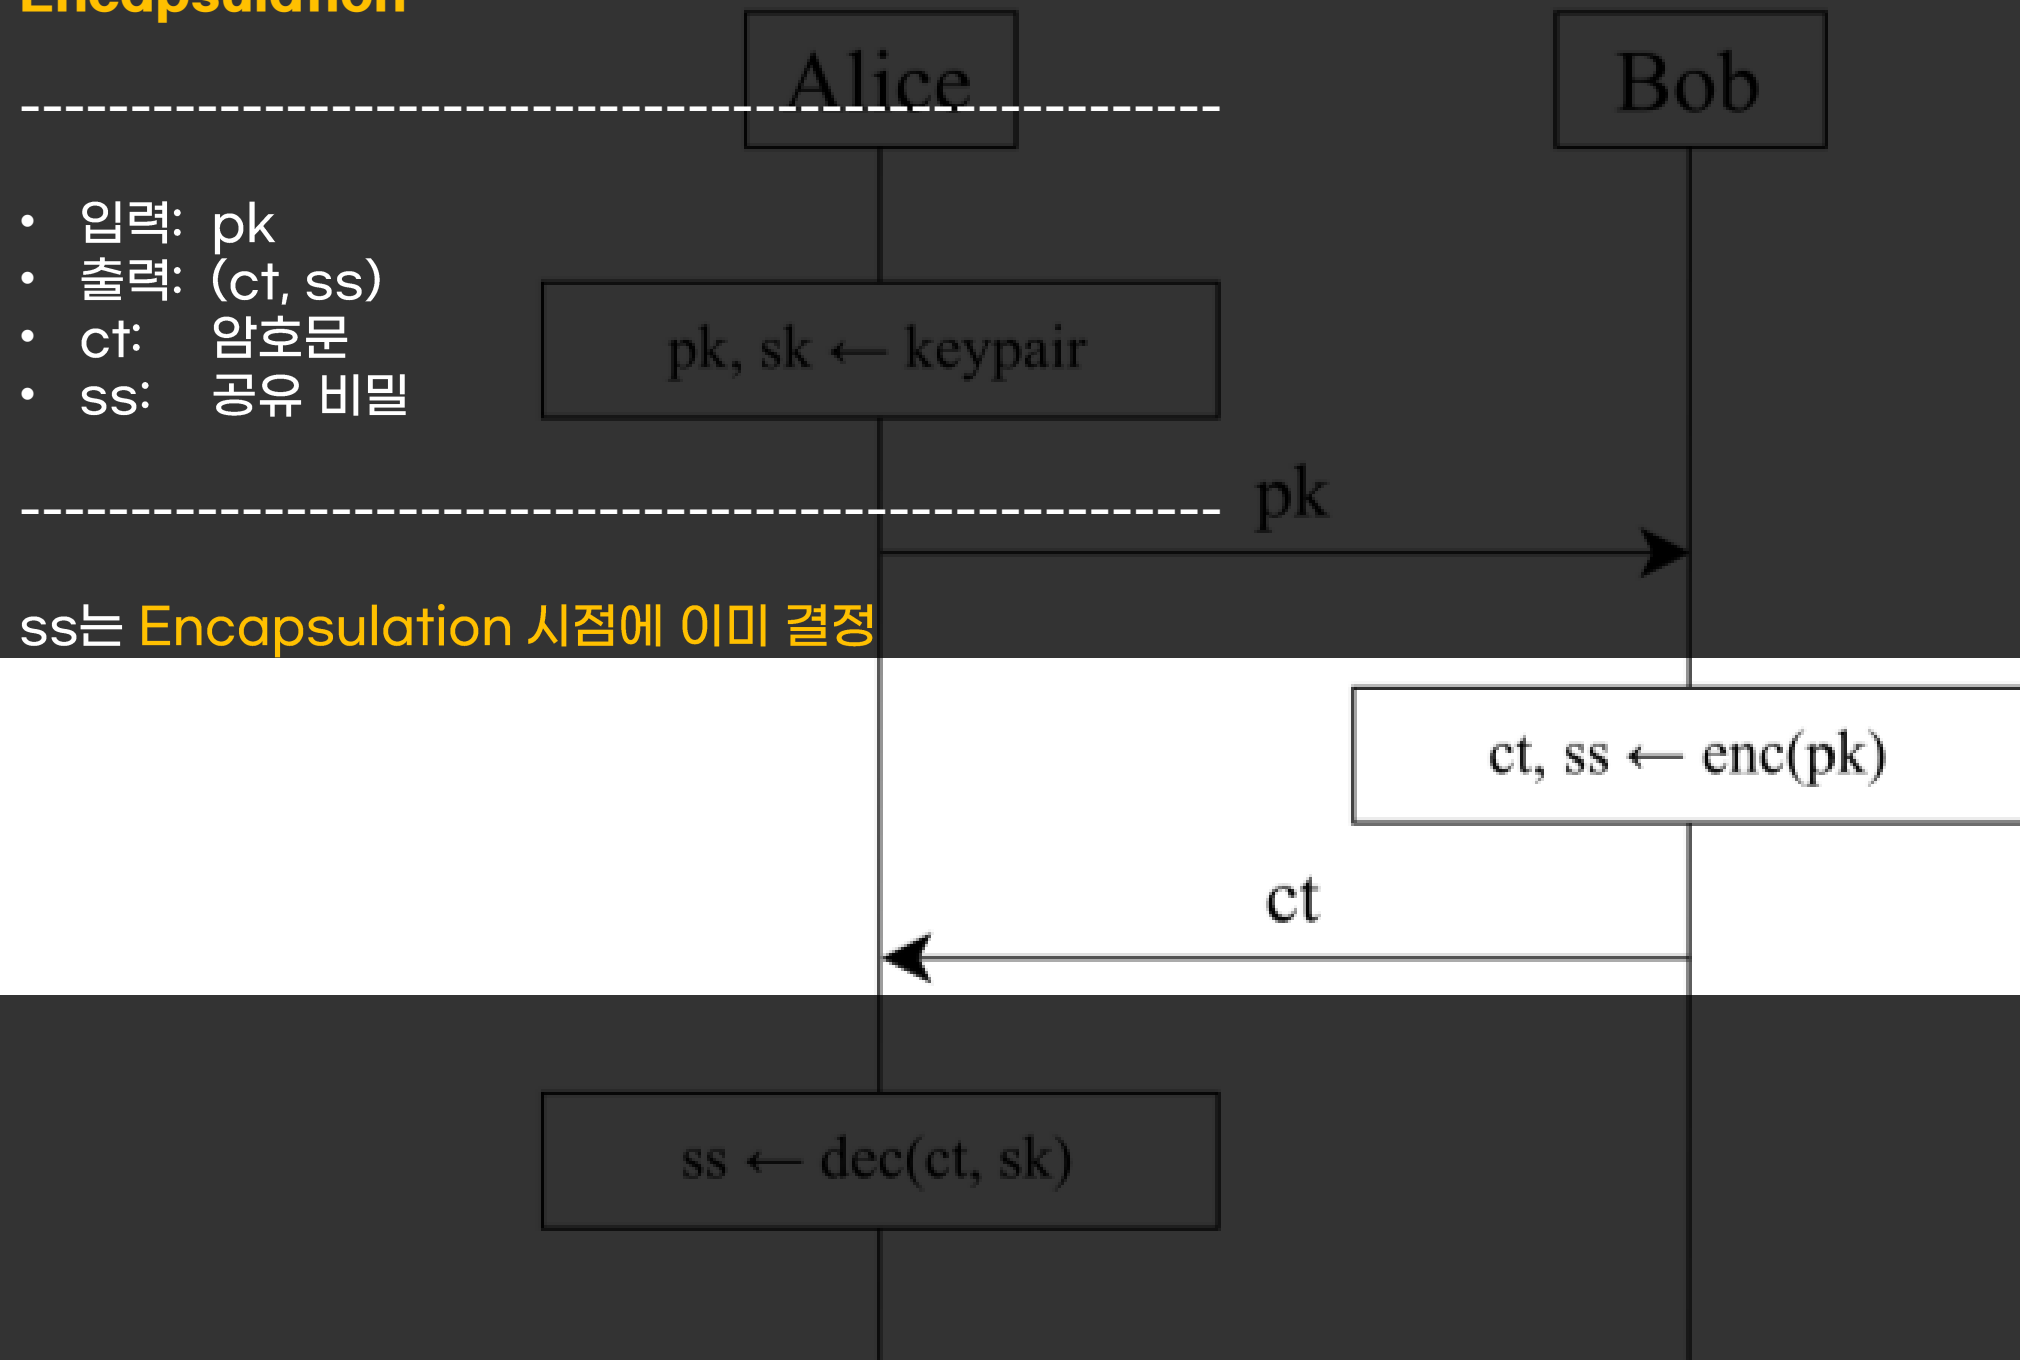 Encapsulation
Alice
Bob
------------------------------------------------------
• 입력: pk
• 출력: (ct, ss)
• ct: 암호문
• ss: 공유 비밀
pk, sk ← keypair
pk
------------------------------------------------------
ss는 Encapsulation 시점에 이미 결정
ct, ss ← enc(pk)
ct
ss ← dec(ct, sk)